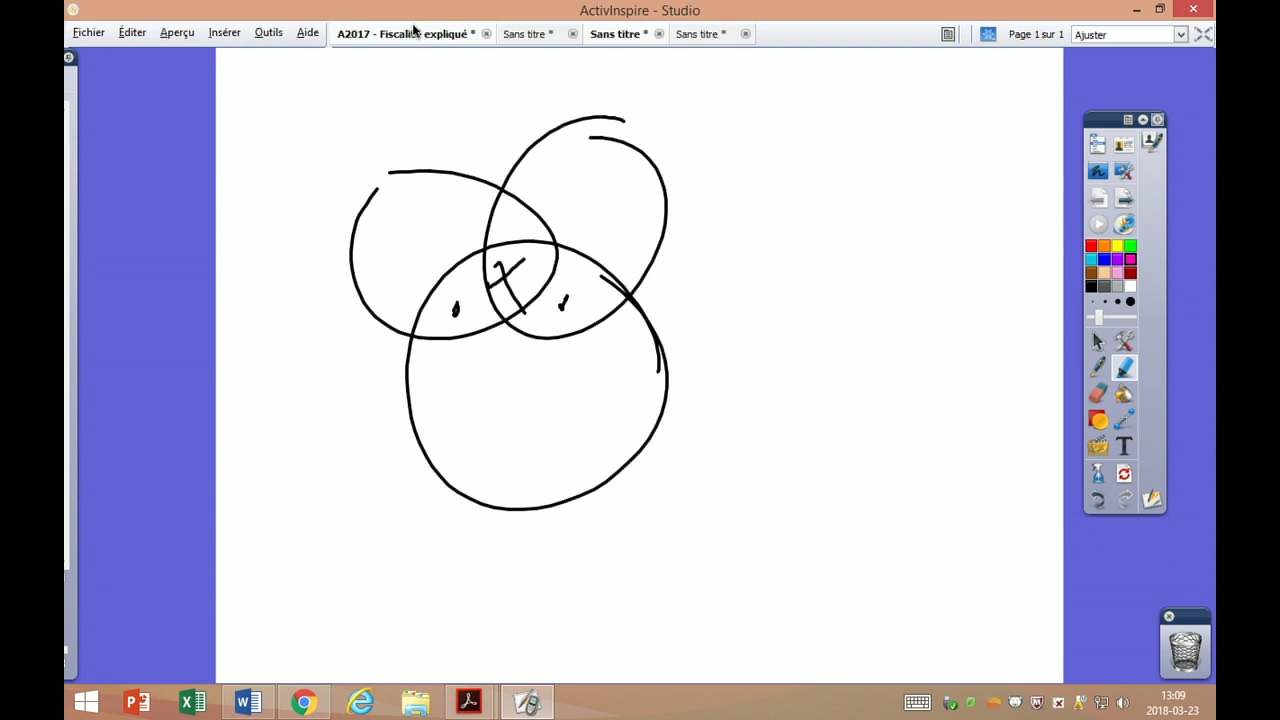 ActivInspire - Studio
Fichier Éditer Aperçu Insérer Outils Aide
A2017 - Fiscalité expliqué * Sans titre * Sans titre * Sans titre *
Page 1 sur 1 Ajuster
T
13:09
2018-03-23